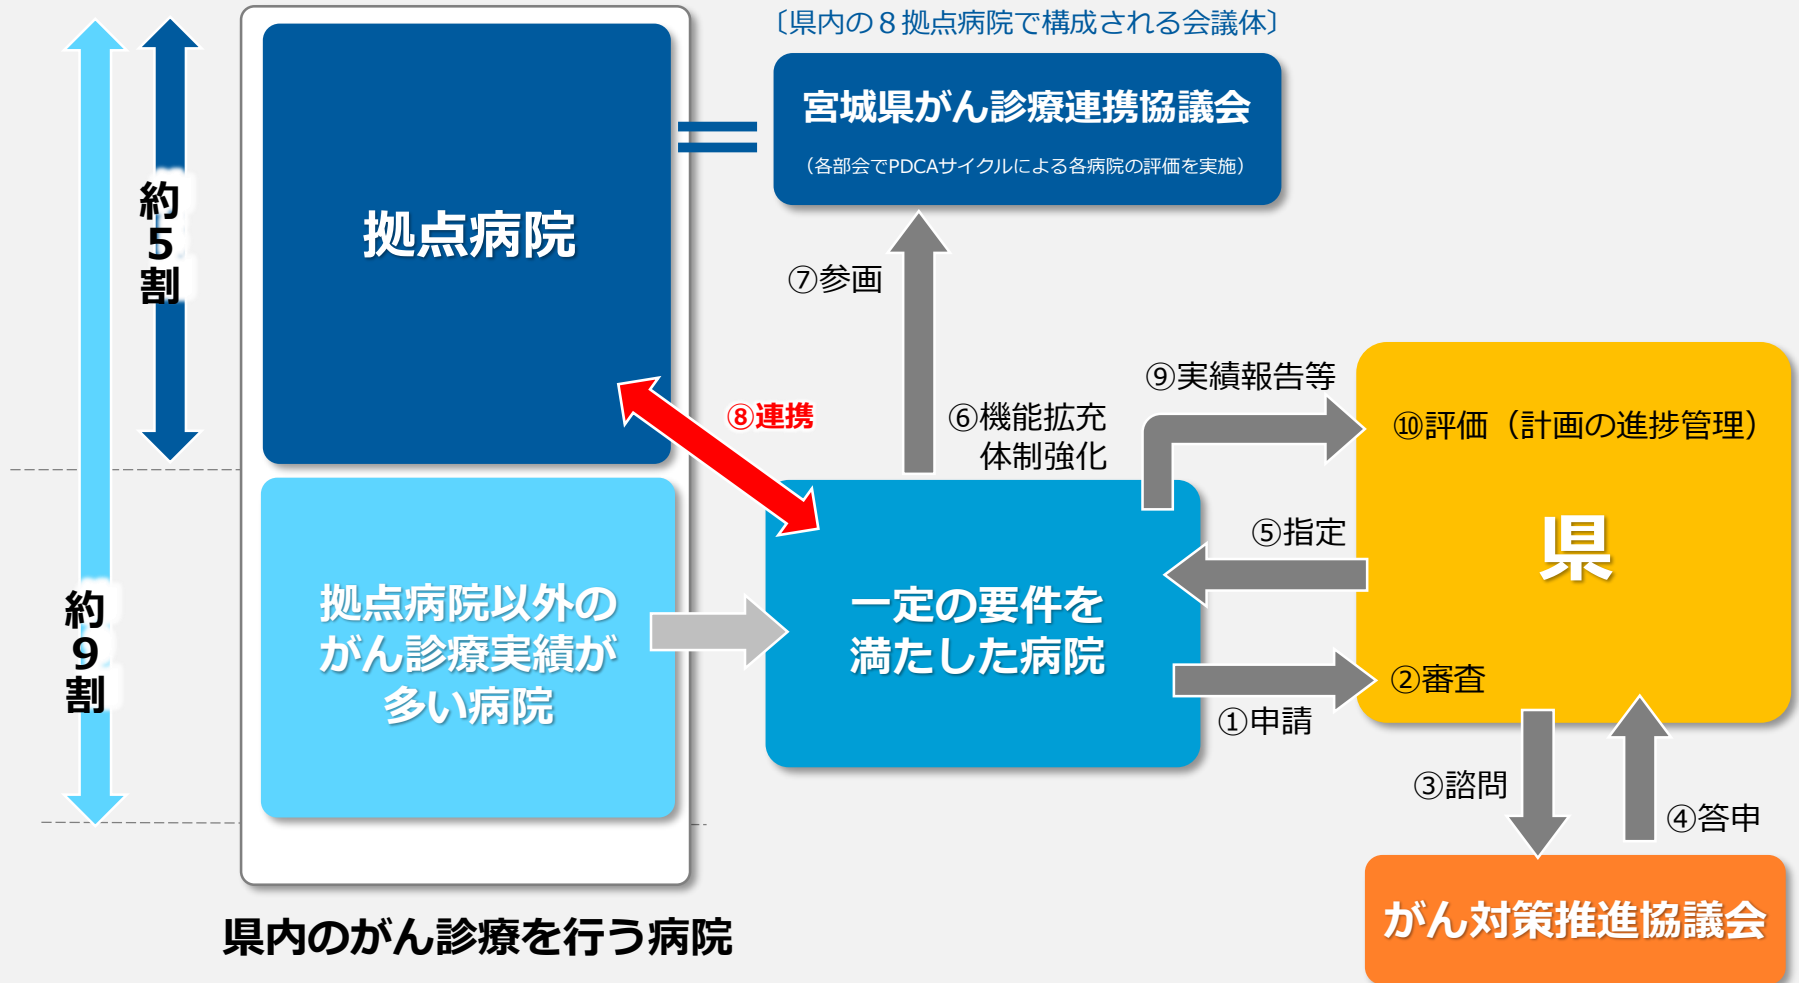 〔県内の８拠点病院で構成される会議体〕
宮城県がん診療連携協議会
（各部会でPDCAサイクルによる各病院の評価を実施）
約５割
拠点病院
⑦参画
⑧連携
⑥機能拡充
体制強化
⑨実績報告等
⑩評価（計画の進捗管理）
県
⑤指定
約９割
拠点病院以外の
がん診療実績が
多い病院
一定の要件を
満たした病院
②審査
①申請
③諮問
④答申
がん対策推進協議会
県内のがん診療を行う病院